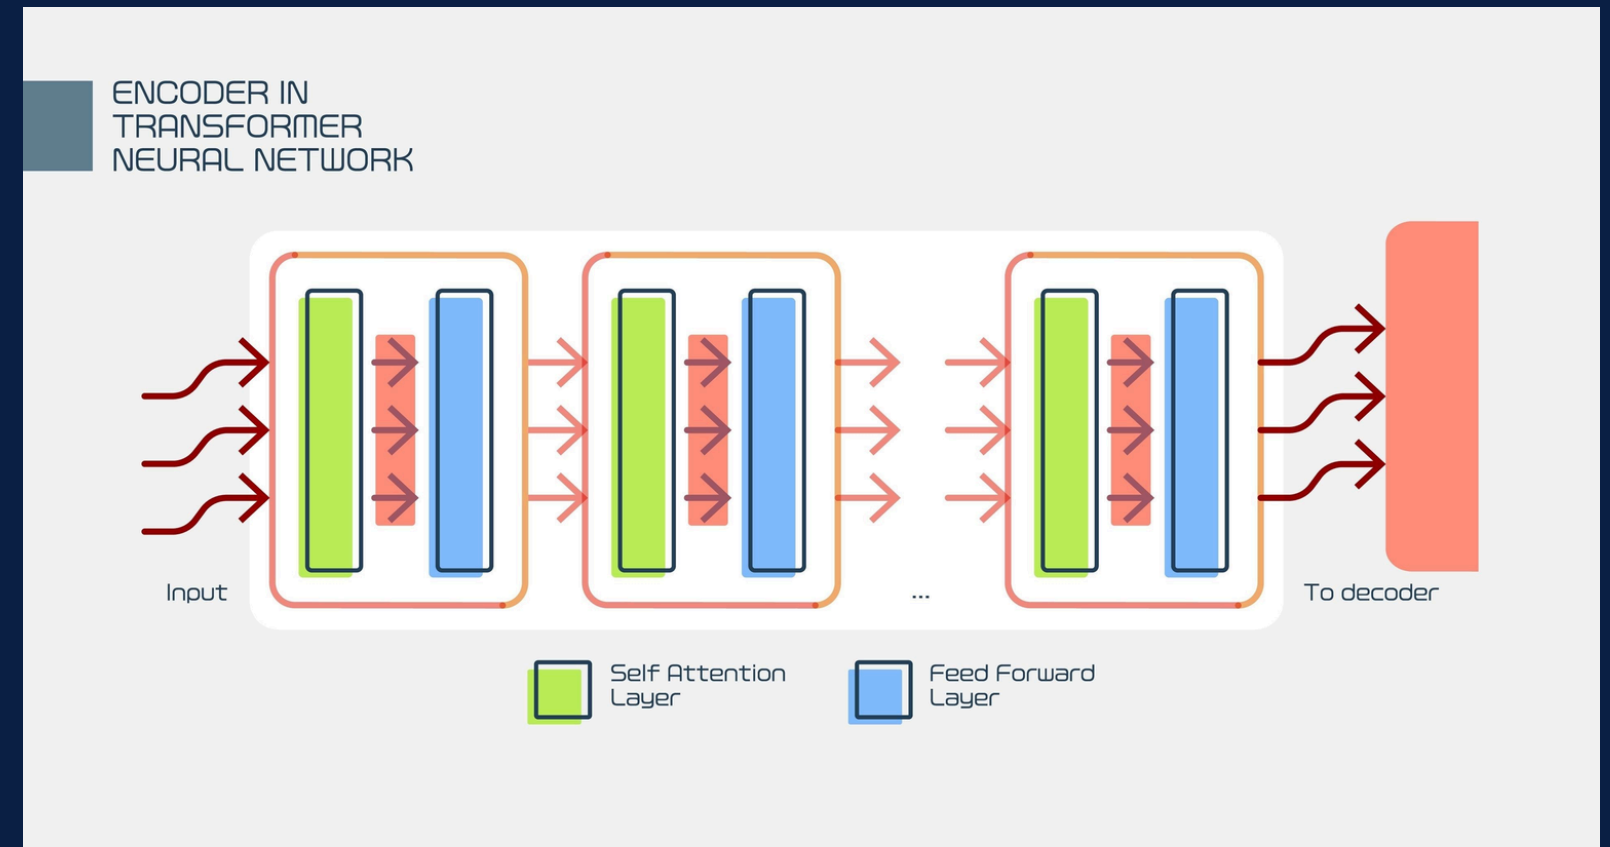 ENCODER IN
TRANSFORMER
NEURAL NETWORK
Input
...
To decoder
Self Attention
Layer
Feed Forward
Layer